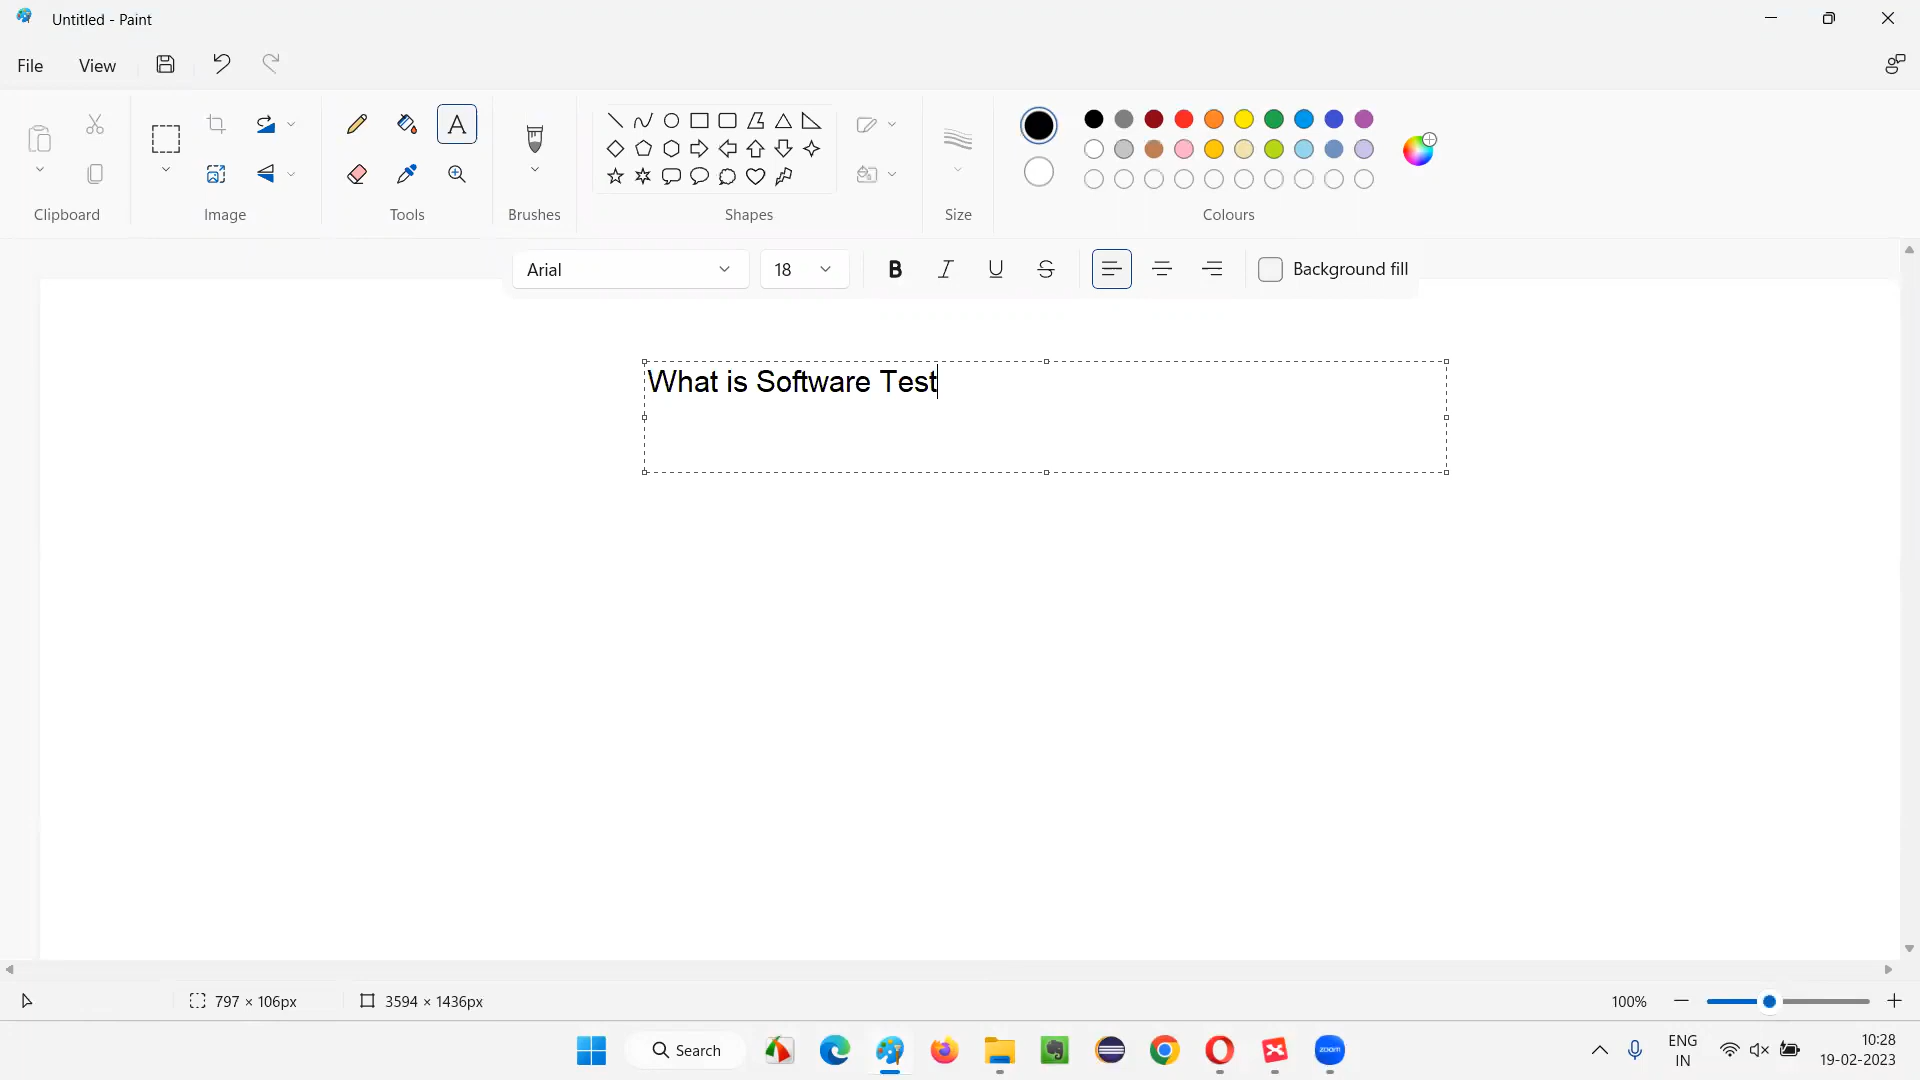 Untitled - Paint
File
View
Clipboard
Image
Tools
Brushes
Shapes
Size
Colours
Arial
18
B
I
U
Background fill
What is Software Test
797 × 106px
3594 × 1436px
100%
Search
zoom
ENG
IN
10:28
19-02-2023